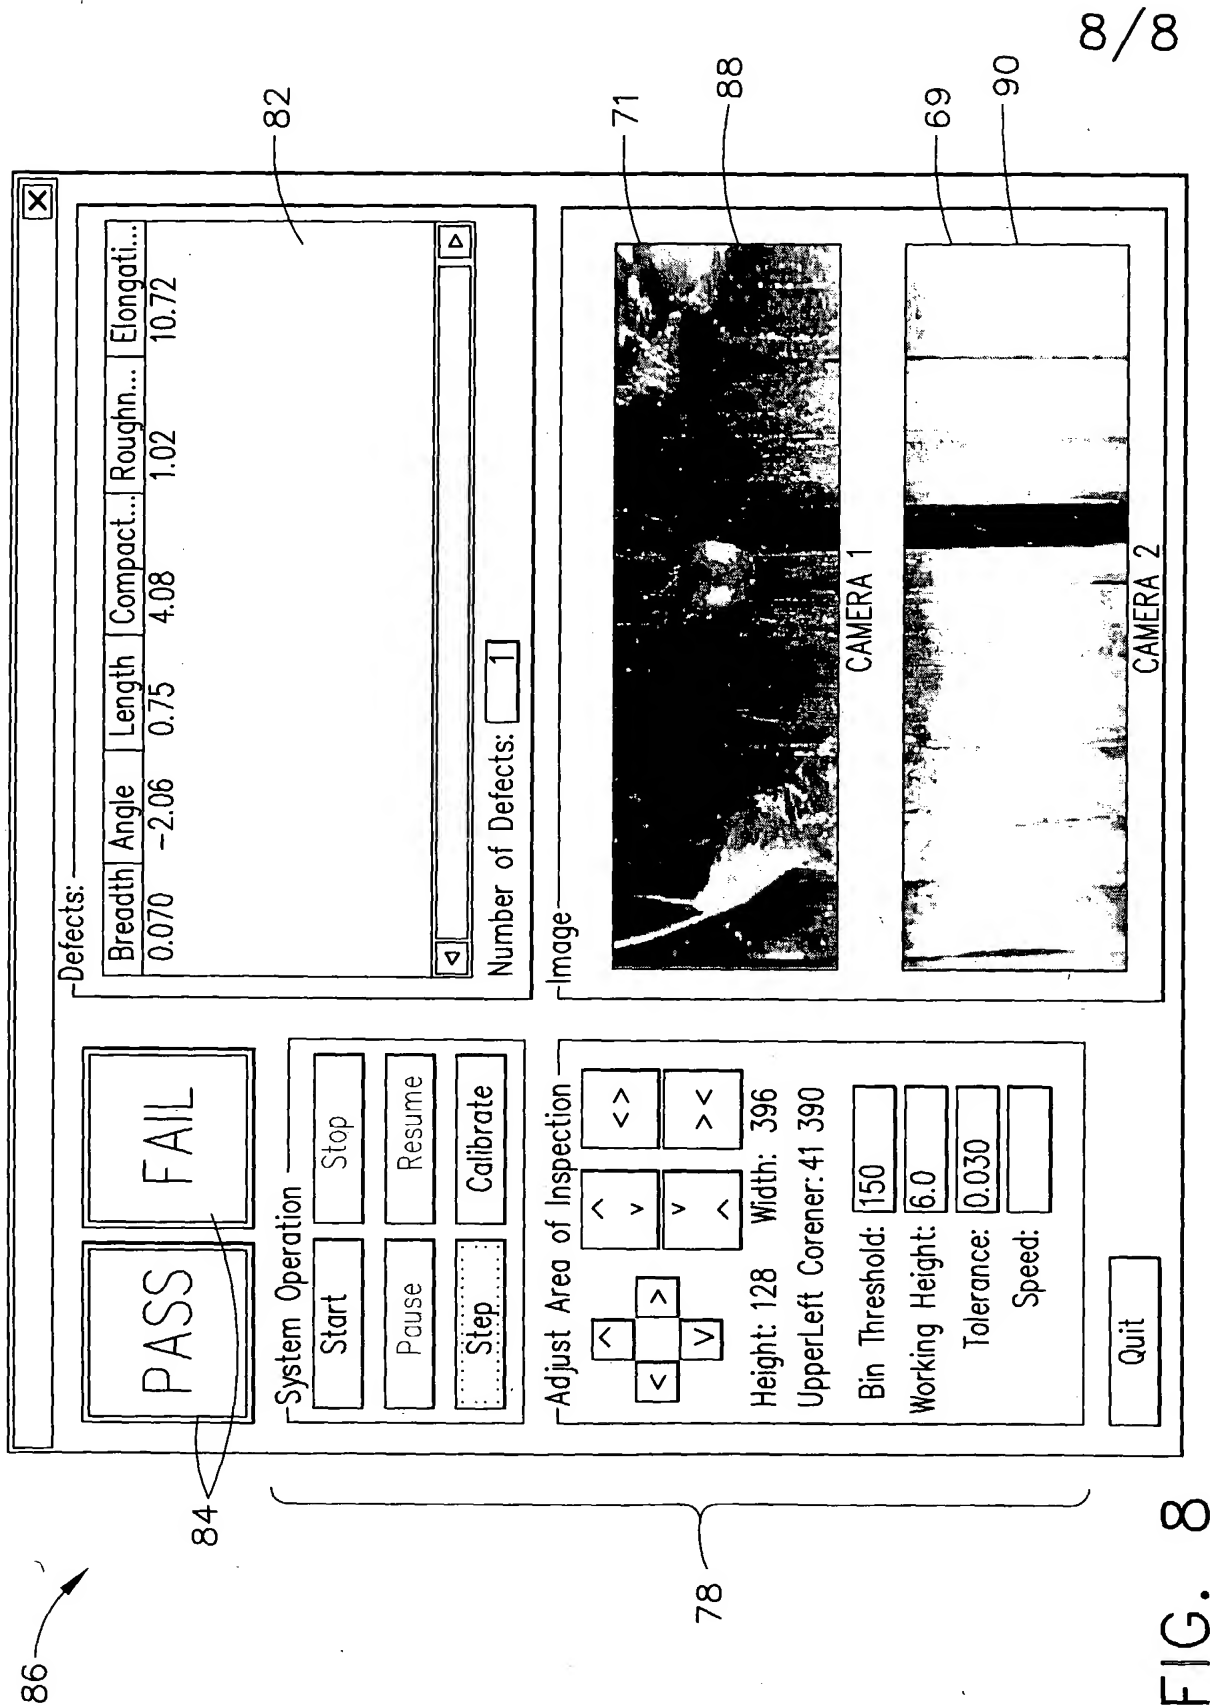 8/8
86
84
PASS
FAIL
System Operation
Start
Stop
Pause
Resume
Step
Calibrate
Adjust Area of Inspection
^
<
>
v
^
v
< >
v
^
> <
Height: 128 Width: 396
UpperLeft Corener: 41 390
Bin Threshold: 150
Working Height: 6.0
Tolerance: 0.030
Speed:
Quit
78
X
Defects:
Breadth Angle Length Compact... Roughn... Elongati...
0.070 −2.06 0.75 4.08 1.02 10.72
82
Number of Defects: 1
Image
71
88
CAMERA 1
69
90
CAMERA 2
FIG. 8